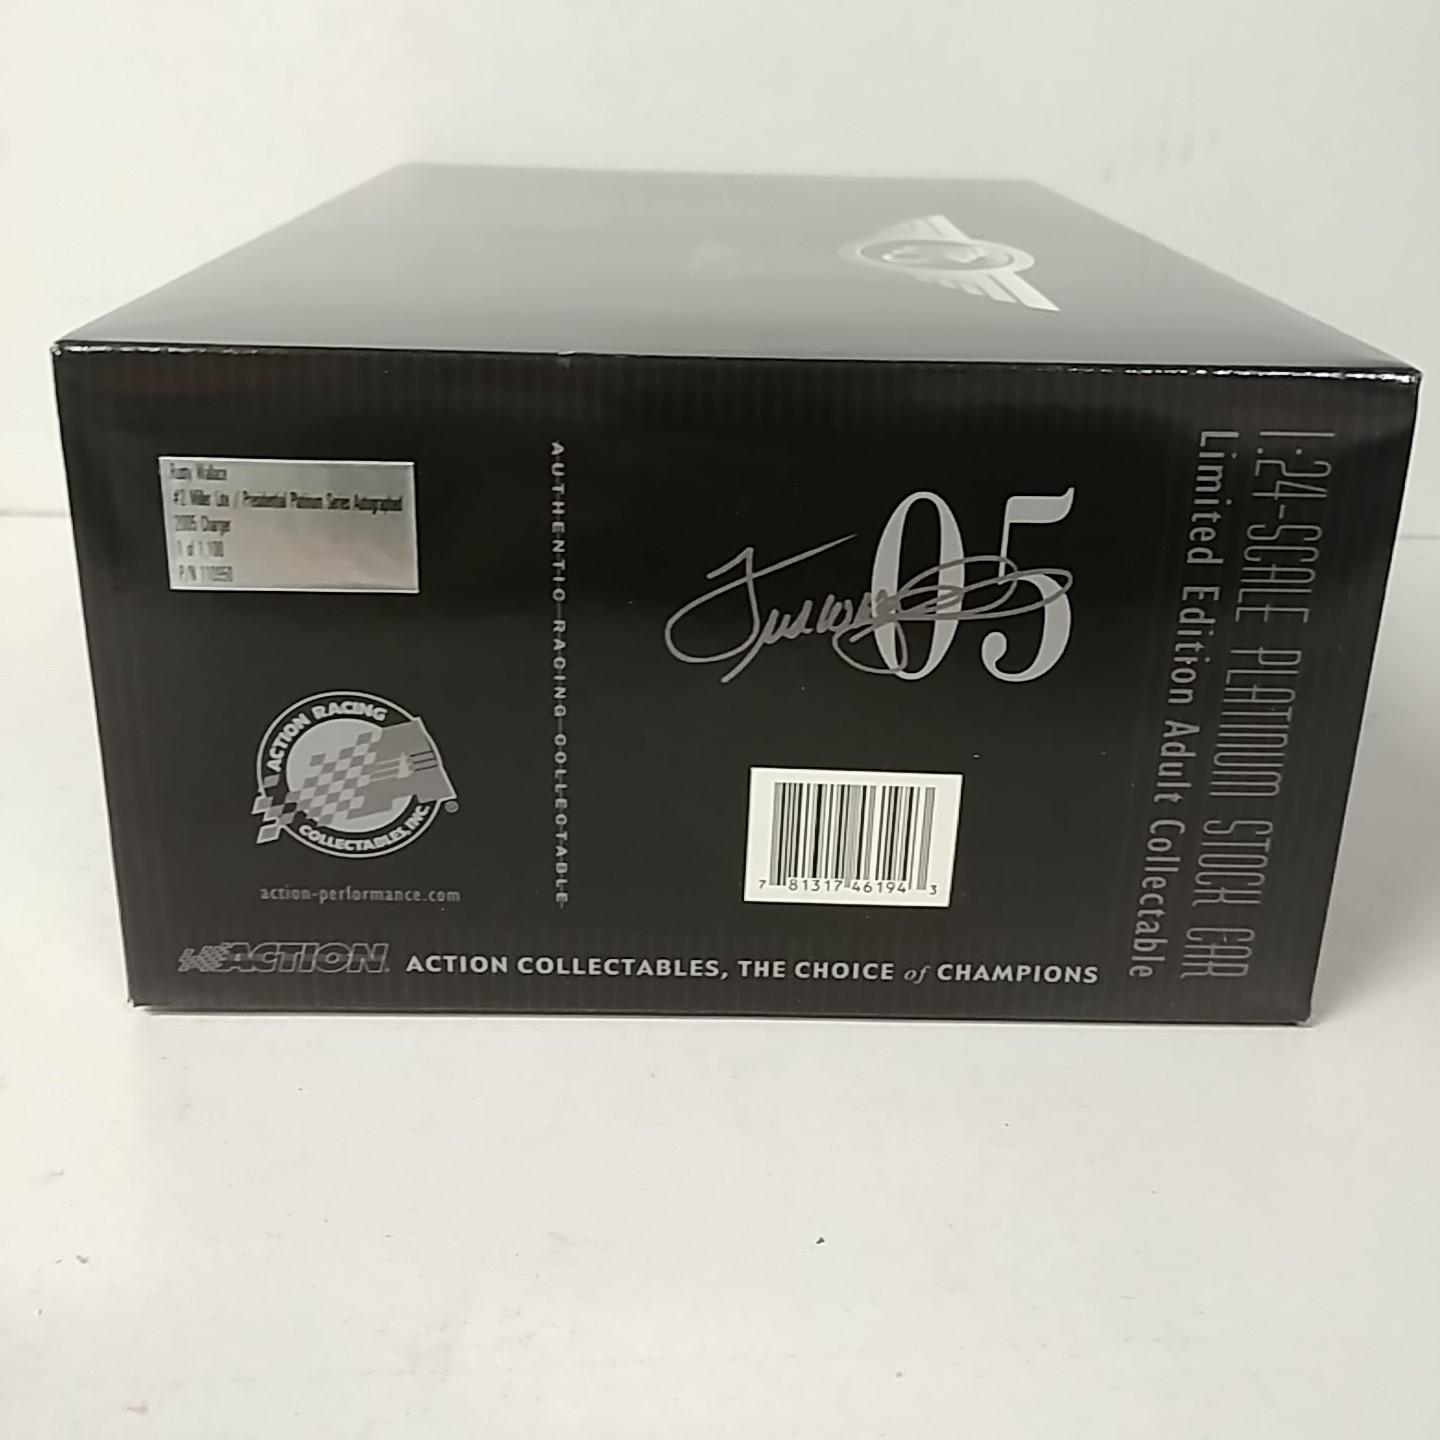 Rusty Wallace
#2 Miller Lite / Presidential Platinum Series Autographed
2005 Charger
1 of 1,100
P/N 110950
ACTION RACING
COLLECTABLES, INC.
®
action-performance.com
AUTHENTIC-RACING-COLLECTABLE
05
7 81317 46194 3
1:24-SCALE PLATINUM STOCK CAR
Limited Edition Adult Collectable
ACTION
ACTION COLLECTABLES, THE CHOICE of CHAMPIONS